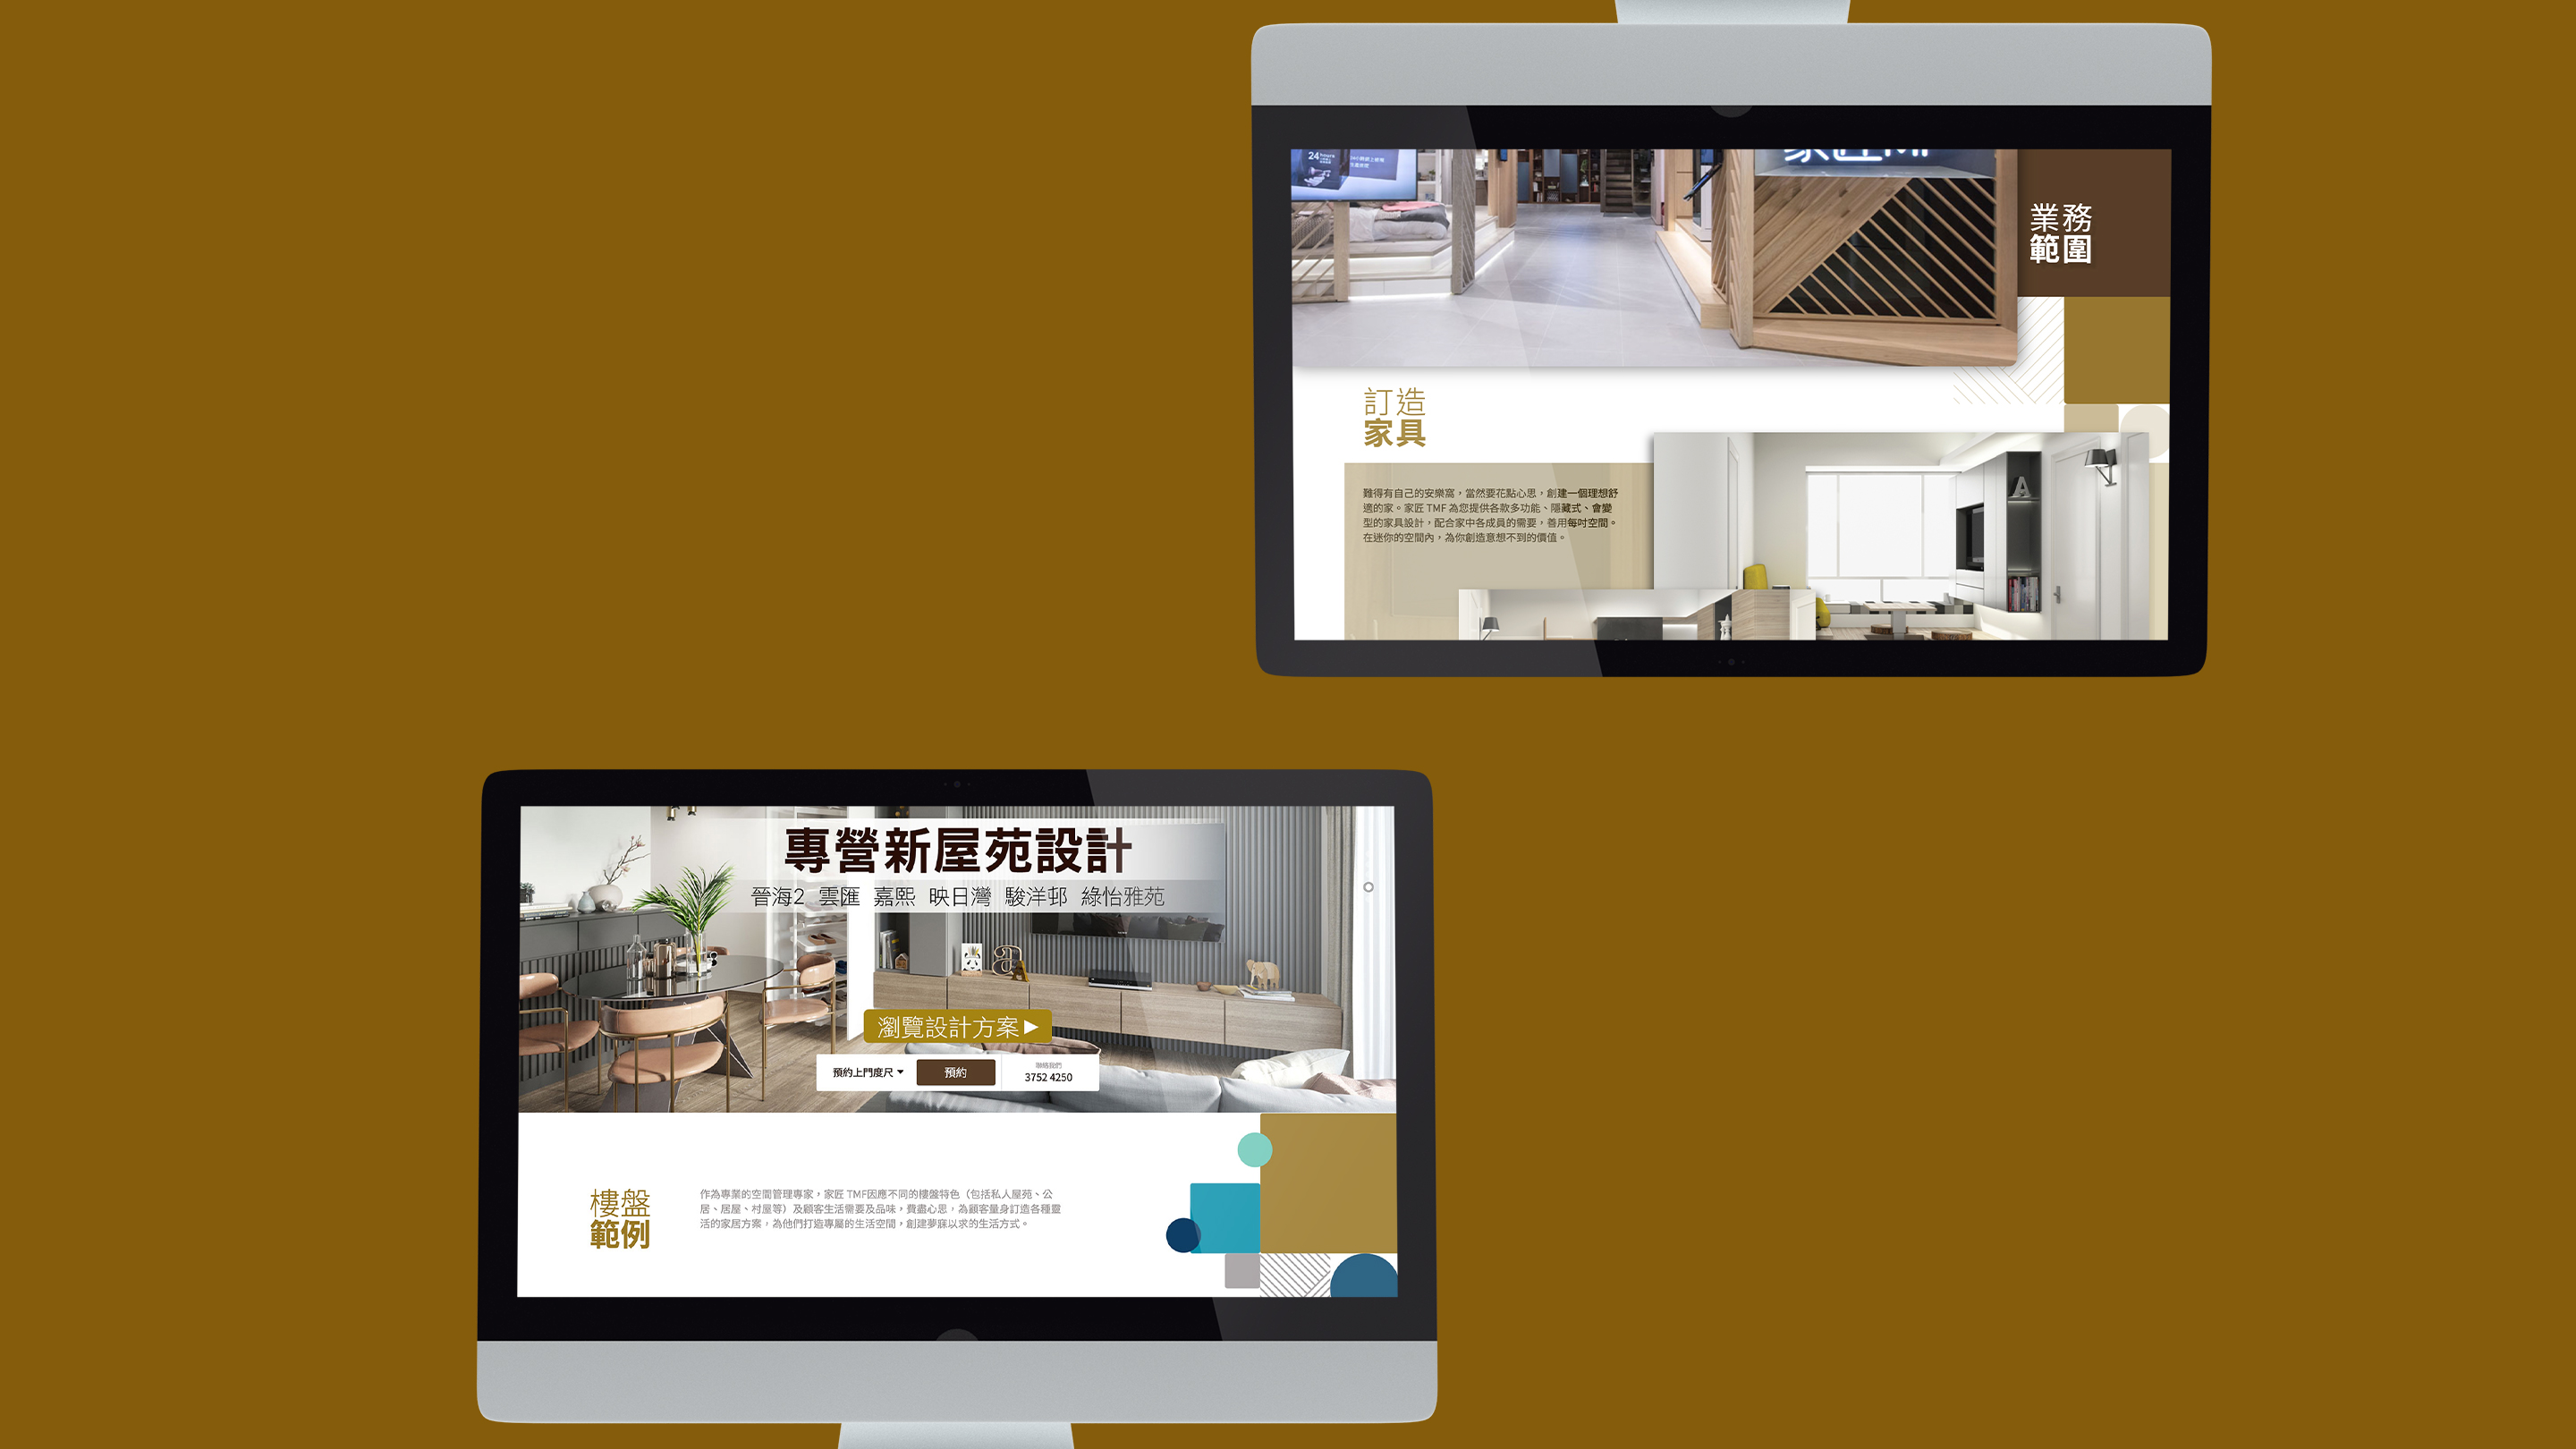 24 hours
業務
範圍
訂造
家具
難得有自己的安樂窩，當然要花點心思，創建一個理想舒
適的家。家匠 TMF 為您提供各款多功能、隱藏式、會變
型的家具設計，配合家中各成員的需要，善用每吋空間。
在迷你的空間內，為你創造意想不到的價值。
A
專營新屋苑設計
晉海2 雲匯 嘉熙 映日灣 駿洋邨 綠怡雅苑
瀏覽設計方案
預約上門度尺
預約
聯絡我們
3752 4250
樓盤
範例
作為專業的空間管理專家，家匠 TMF因應不同的樓盤特色（包括私人屋苑、公
居、居屋、村屋等）及顧客生活需要及品味，費盡心思，為顧客量身訂造各種靈
活的家居方案，為他們打造專屬的生活空間，創建夢寐以求的生活方式。